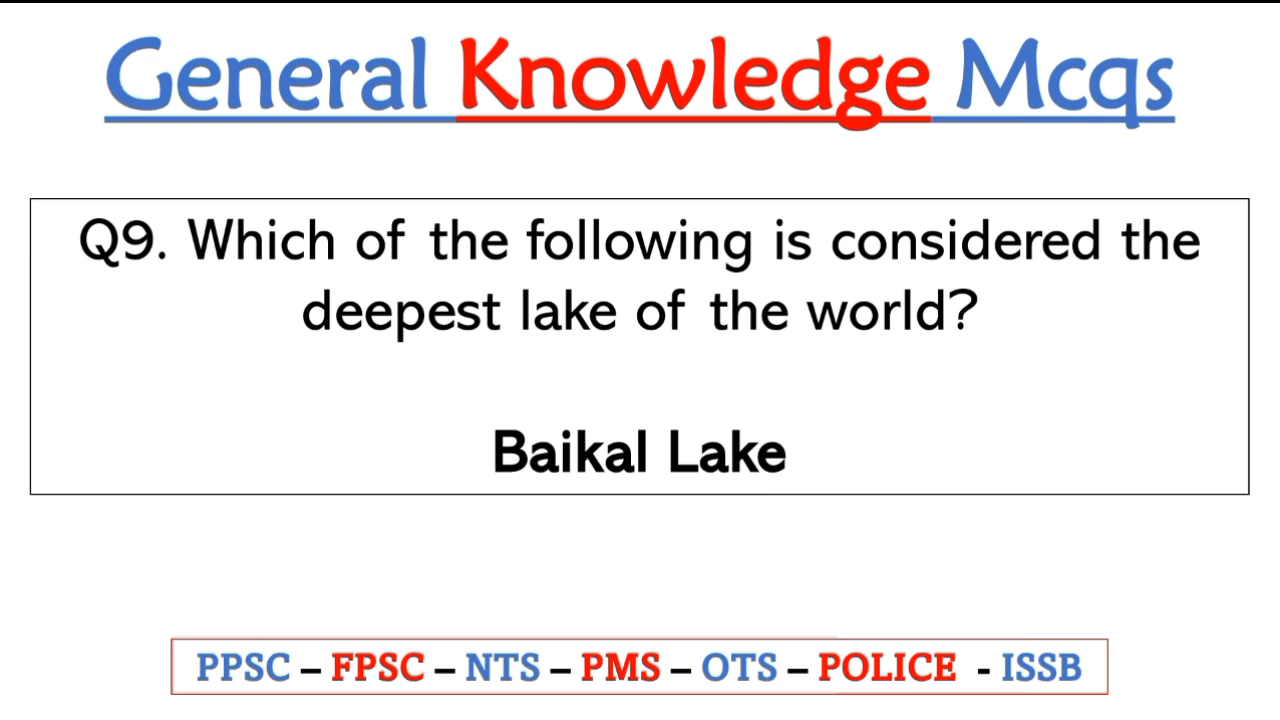 General Knowledge Mcqs
Q9. Which of the following is considered the
deepest lake of the world?
Baikal Lake
PPSC – FPSC – NTS – PMS – OTS – POLICE - ISSB